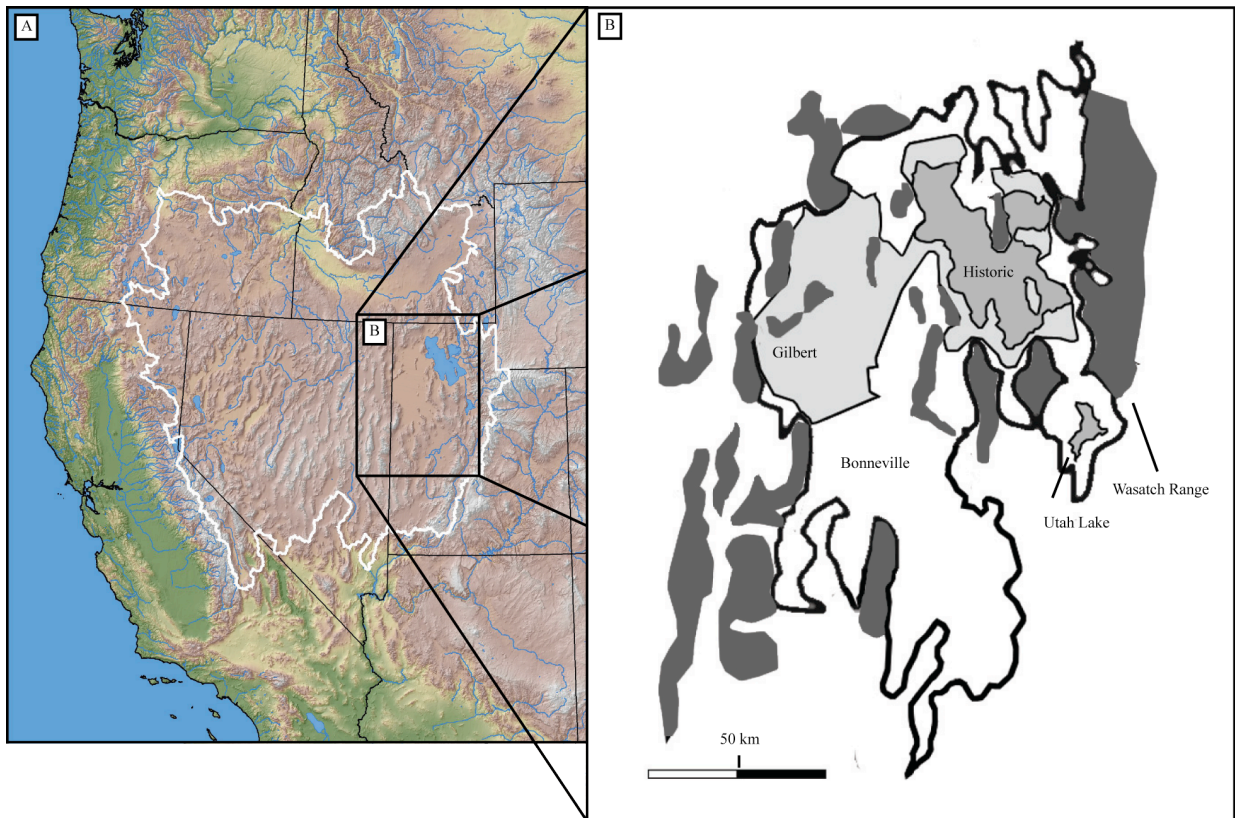 A
B
B
Historic
Gilbert
Bonneville
Wasatch Range
Utah Lake
50 km